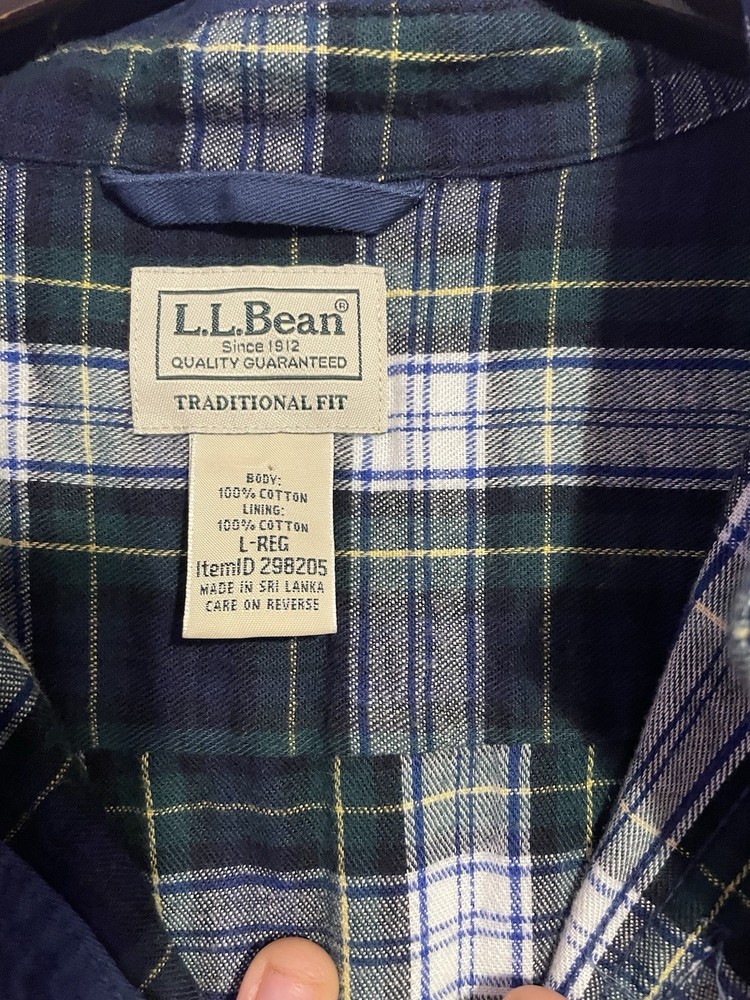 L.L.Bean®
Since 1912
QUALITY GUARANTEED
TRADITIONAL FIT
BODY:
100% COTTON
LINING:
100% COTTON
L-REG
ItemID 298205
MADE IN SRI LANKA
CARE ON REVERSE